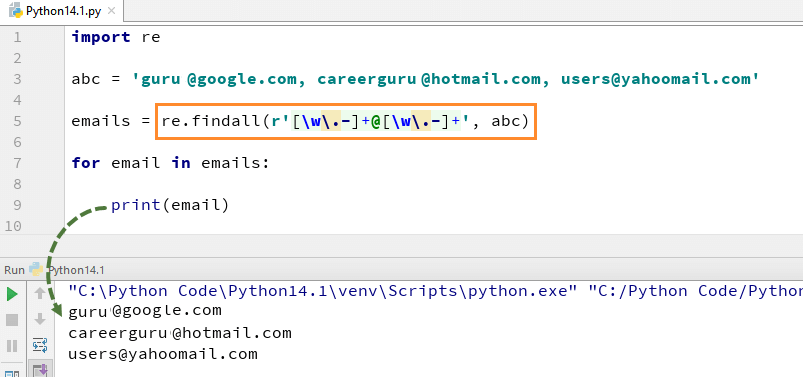 Python14.1.py ×
1 import re
2
3 abc = 'guru @google.com, careerguru @hotmail.com, users@yahoomail.com'
4
5 emails = re.findall(r'[\w\.-]+@[\w\.-]+', abc)
6
7 for email in emails:
8
9 print(email)
10
Run Python14.1
"C:\Python Code\Python14.1\venv\Scripts\python.exe" "C:/Python Code/Python
guru @google.com
careerguru @hotmail.com
users@yahoomail.com